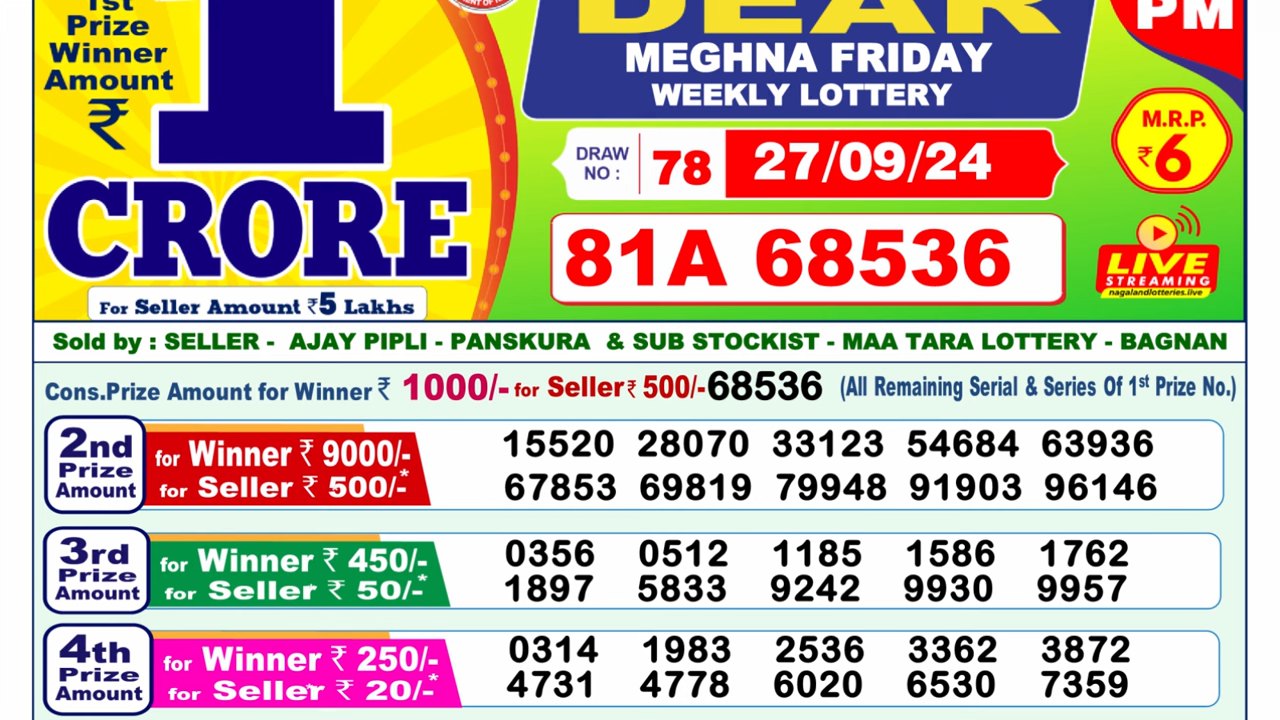 1st
Prize
Winner
Amount
₹
1
CRORE
For Seller Amount ₹5 Lakhs
DEAR
MEGHNA FRIDAY
WEEKLY LOTTERY
PM
DRAW NO : 78 27/09/24
M.R.P.
₹6
81A 68536
LIVE
STREAMING
nagalandlotteries.live
Sold by : SELLER - AJAY PIPLI - PANSKURA & SUB STOCKIST - MAA TARA LOTTERY - BAGNAN
Cons.Prize Amount for Winner ₹ 1000/- for Seller ₹ 500/- 68536 (All Remaining Serial & Series Of 1st Prize No.)
2nd
Prize
Amount
for Winner ₹ 9000/-
for Seller ₹ 500/-*
15520 28070 33123 54684 63936
67853 69819 79948 91903 96146
3rd
Prize
Amount
for Winner ₹ 450/-
for Seller ₹ 50/-*
0356 0512 1185 1586 1762
1897 5833 9242 9930 9957
4th
Prize
Amount
for Winner ₹ 250/-
for Seller ₹ 20/-*
0314 1983 2536 3362 3872
4731 4778 6020 6530 7359